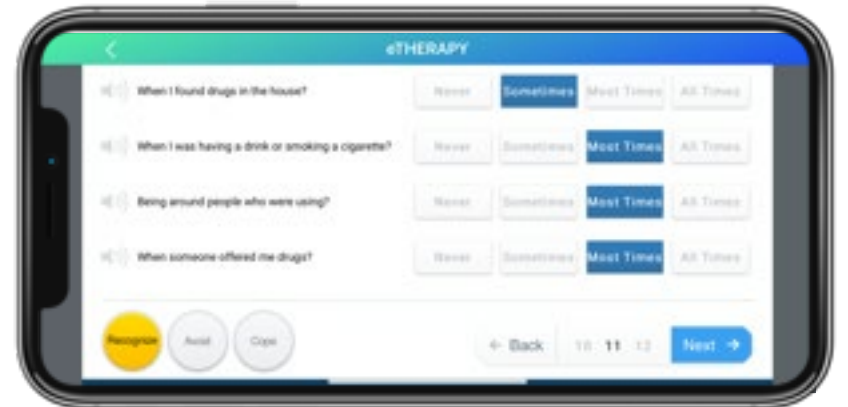 eTHERAPY
When I found drugs in the house? Never Sometimes Most Times All Times
When I was having a drink or smoking a cigarette? Never Sometimes Most Times All Times
Being around people who were using? Never Sometimes Most Times All Times
When someone offered me drugs? Never Sometimes Most Times All Times
Recognize Avoid Cope ← Back 10 11 12 Next →